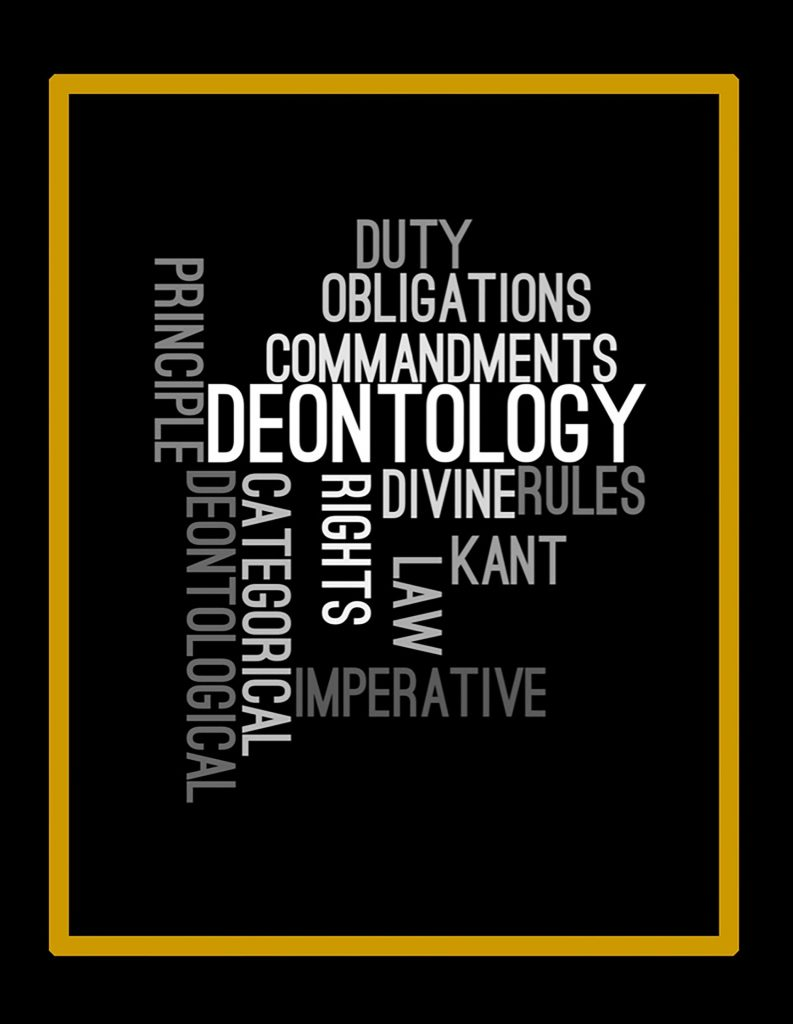 DUTY
OBLIGATIONS
COMMANDMENTS
PRINCIPLE
DEONTOLOGY
DEONTOLOGICAL
CATEGORICAL
RIGHTS
DIVINE RULES
LAW
KANT
IMPERATIVE